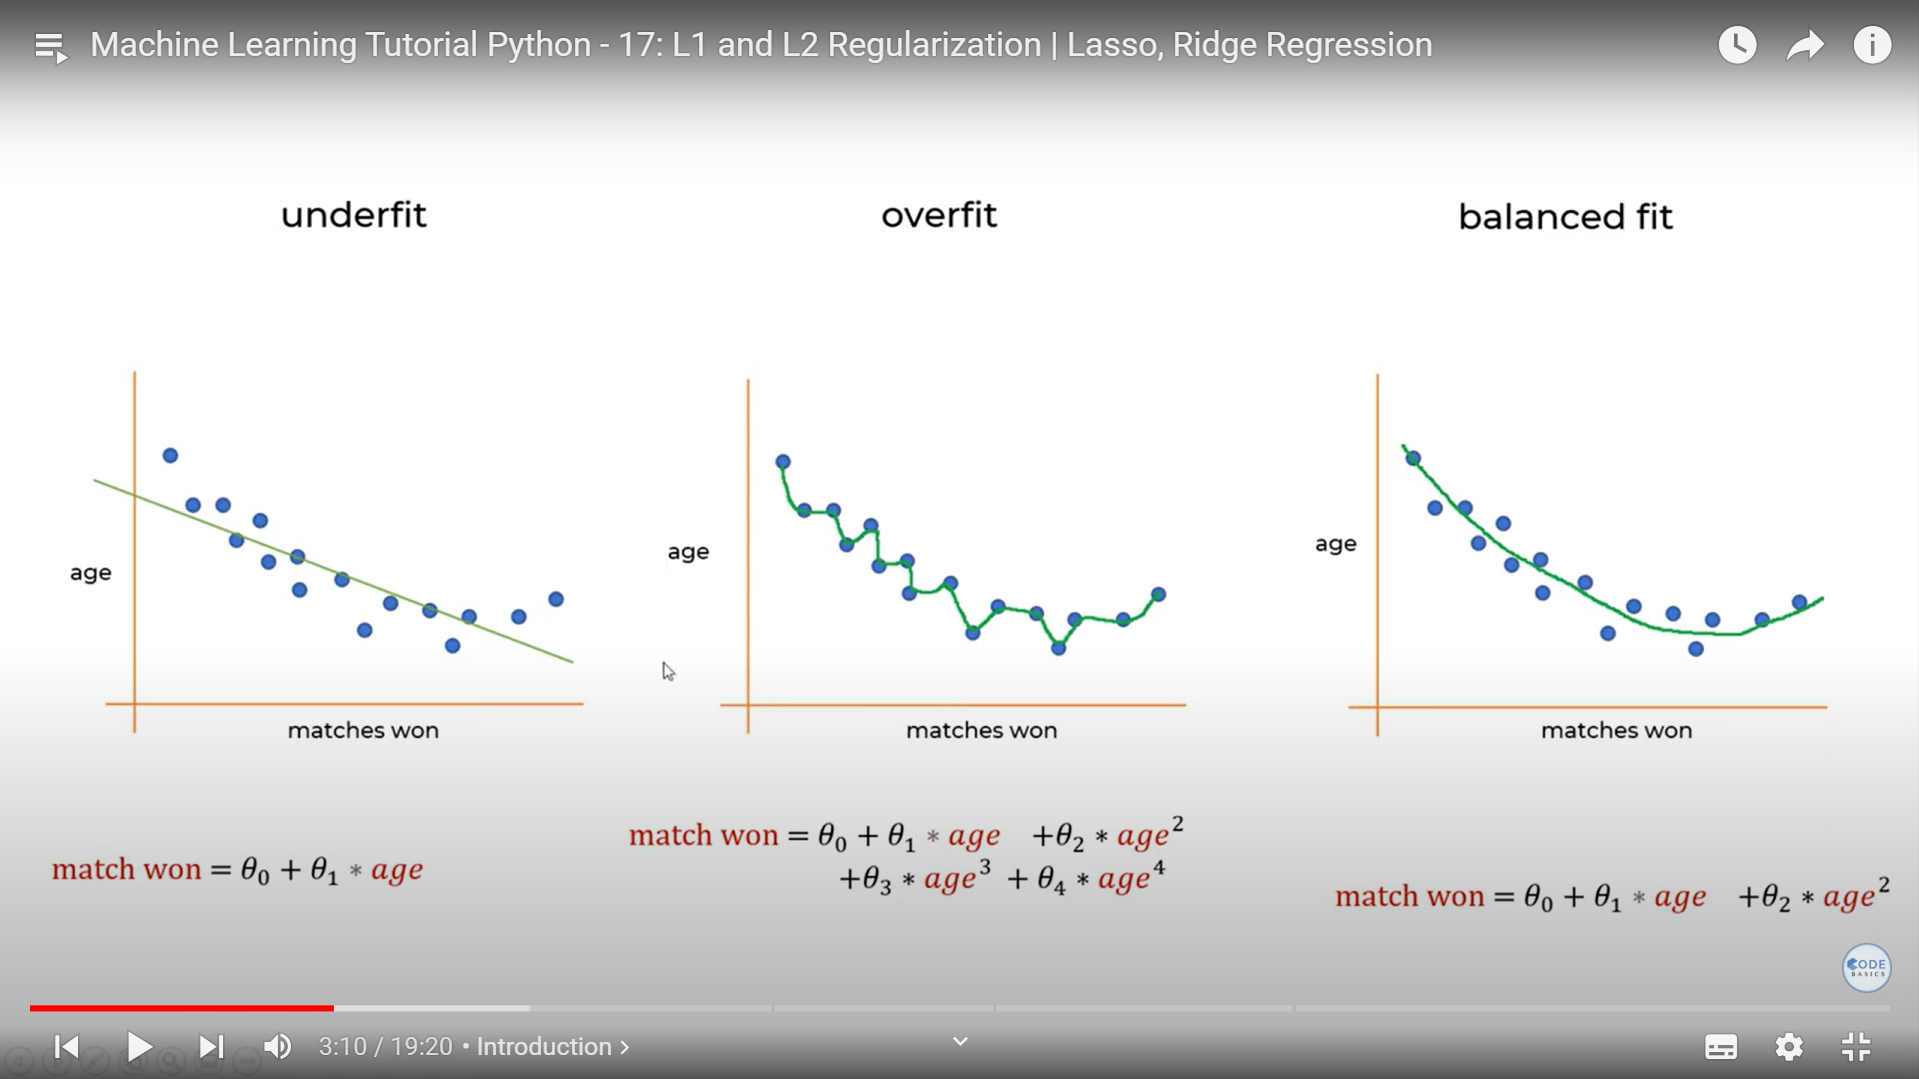 Machine Learning Tutorial Python - 17: L1 and L2 Regularization | Lasso, Ridge Regression
underfit
overfit
balanced fit
age
matches won
age
matches won
age
matches won
match won = θ₀ + θ₁ * age
match won = θ₀ + θ₁ * age +θ₂ * age²
+θ₃ * age³ + θ₄ * age⁴
match won = θ₀ + θ₁ * age +θ₂ * age²
CODE
BASICS
3:10 / 19:20 • Introduction >